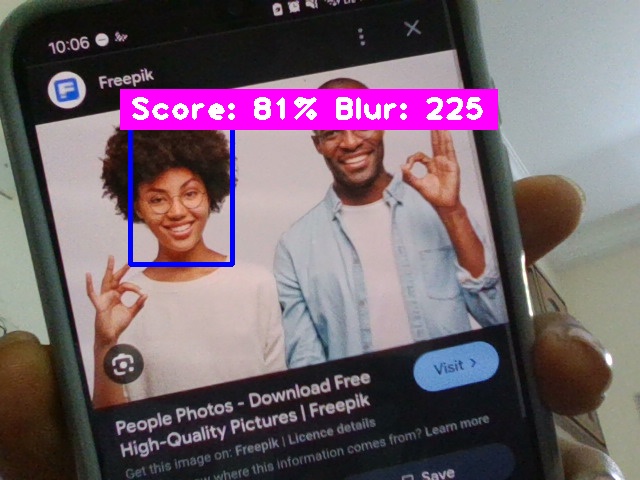 10:06
Freepik
Score: 81% Blur: 225
Visit >
People Photos - Download Free
High-Quality Pictures | Freepik
Get this image on: Freepik | Licence details
where this information comes from? Learn more
Save